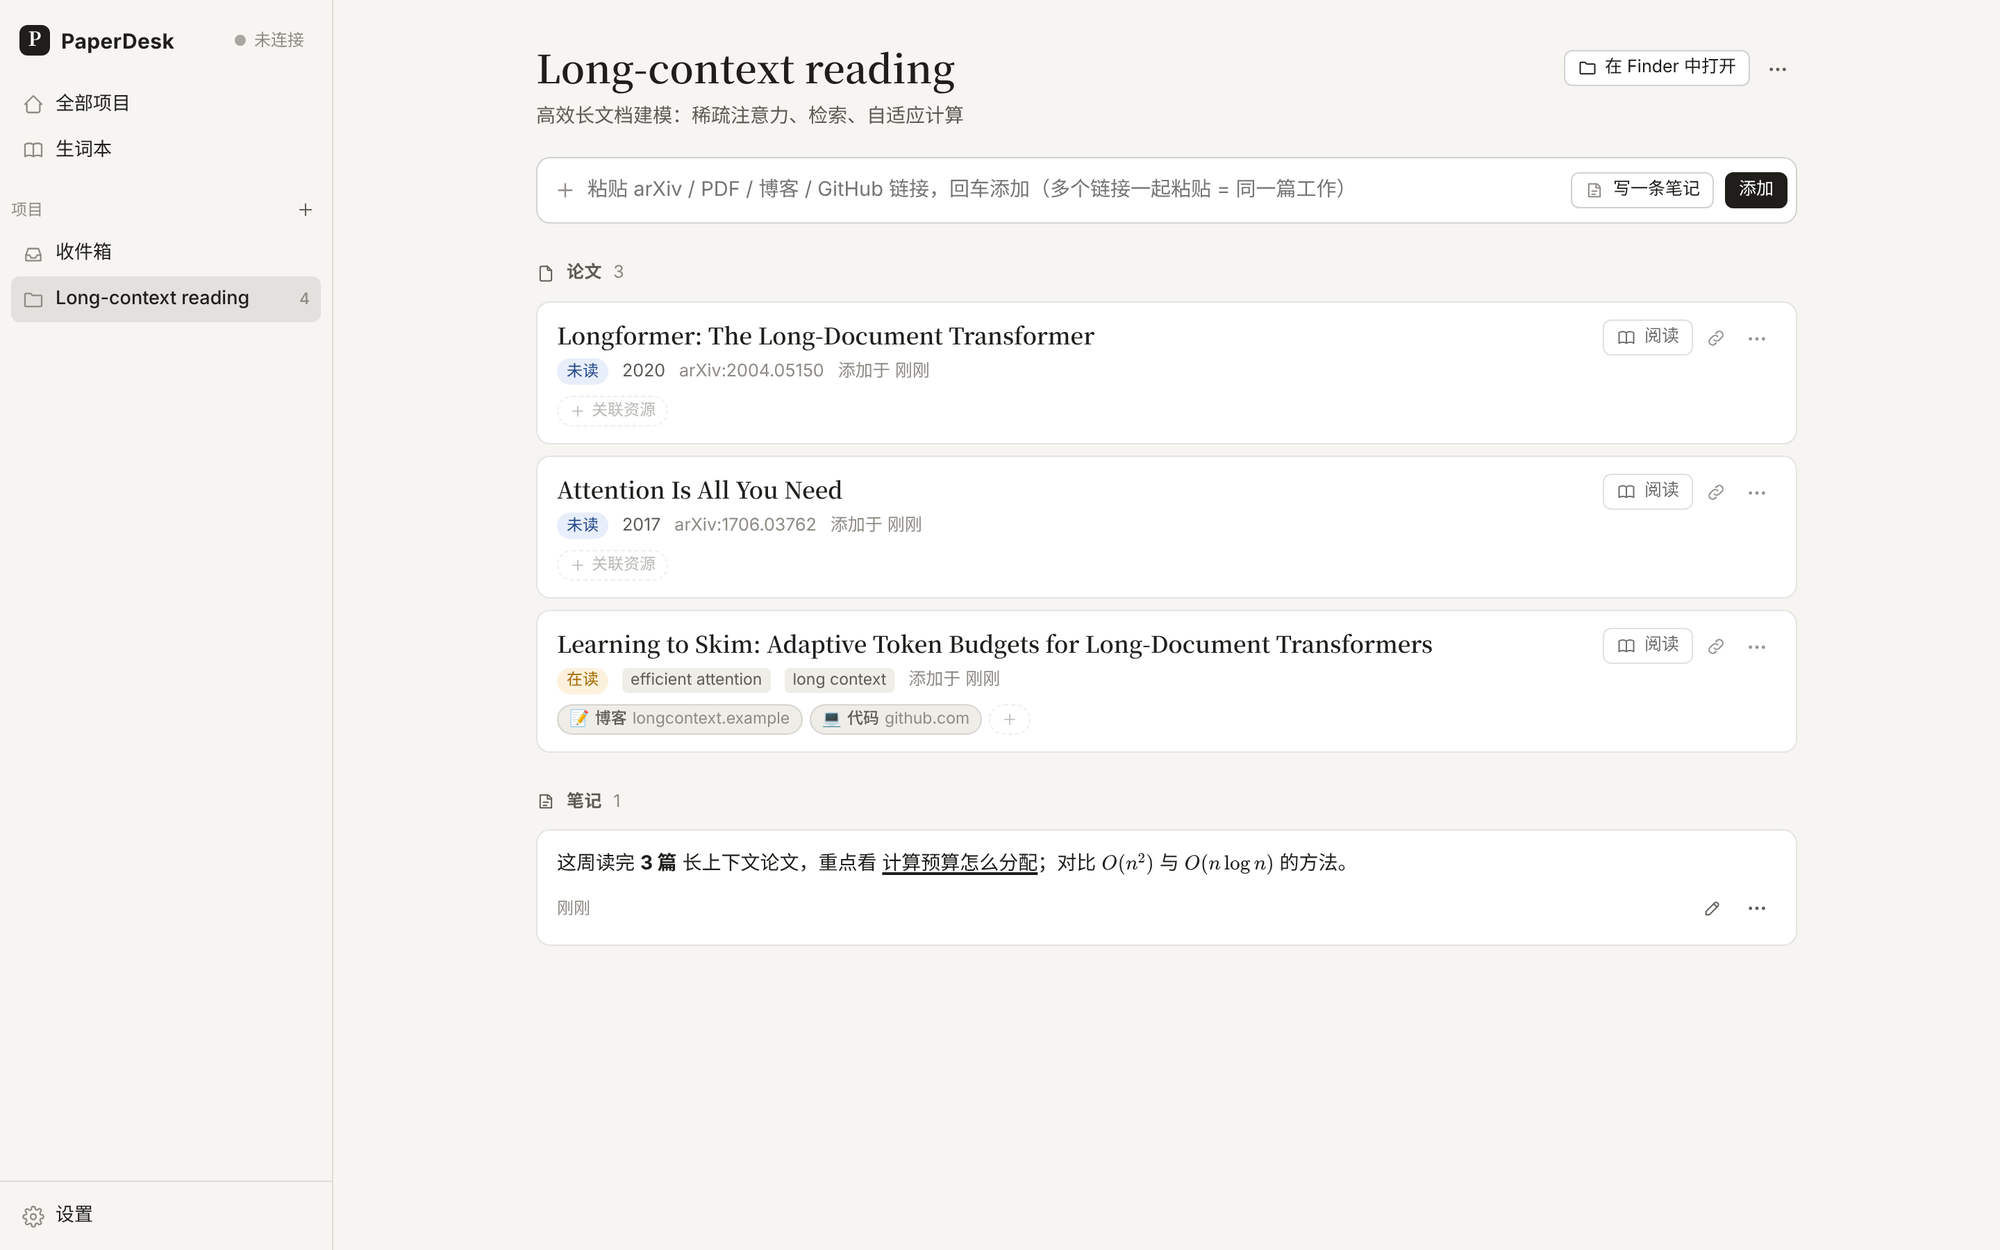 P PaperDesk 未连接
全部项目
生词本
项目
收件箱
Long-context reading 4
设置
Long-context reading
在 Finder 中打开
高效长文档建模：稀疏注意力、检索、自适应计算
粘贴 arXiv / PDF / 博客 / GitHub 链接，回车添加（多个链接一起粘贴 = 同一篇工作） 写一条笔记 添加
论文 3
Longformer: The Long-Document Transformer 阅读
未读 2020 arXiv:2004.05150 添加于 刚刚
+ 关联资源
Attention Is All You Need 阅读
未读 2017 arXiv:1706.03762 添加于 刚刚
+ 关联资源
Learning to Skim: Adaptive Token Budgets for Long-Document Transformers 阅读
在读 efficient attention long context 添加于 刚刚
📝 博客 longcontext.example 💻 代码 github.com +
笔记 1
这周读完 3 篇 长上下文论文，重点看 计算预算怎么分配；对比 O(n²) 与 O(n log n) 的方法。
刚刚